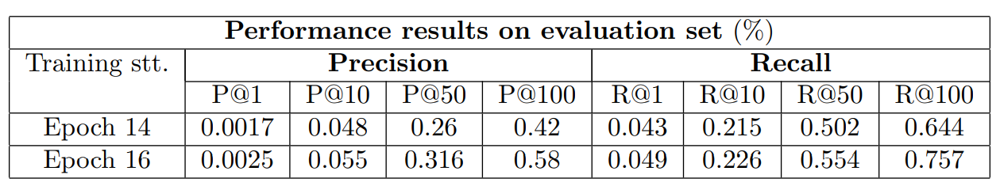 Performance results on evaluation set (%)
Training stt. Precision Recall
P@1 P@10 P@50 P@100 R@1 R@10 R@50 R@100
Epoch 14 0.0017 0.048 0.26 0.42 0.043 0.215 0.502 0.644
Epoch 16 0.0025 0.055 0.316 0.58 0.049 0.226 0.554 0.757